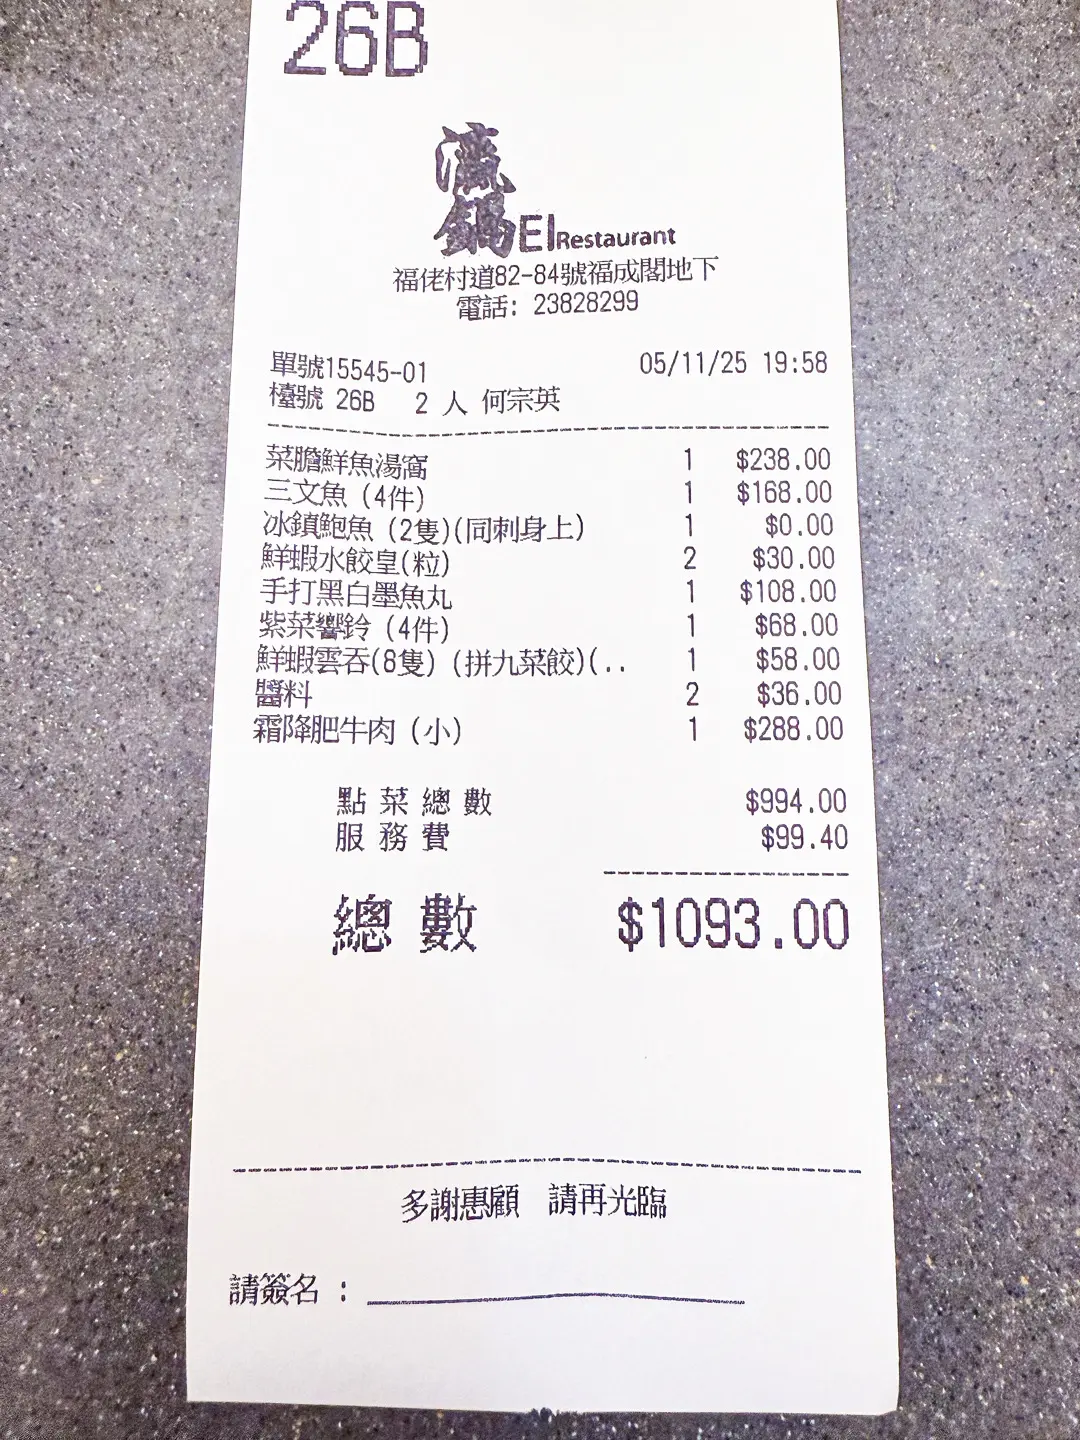 26B
瀛
鍋 EI Restaurant
福佬村道82-84號福成閣地下
電話: 23828299
單號15545-01 05/11/25 19:58
檯號 26B 2 人 何宗英
菜膽鮮魚湯窩 1 $238.00
三文魚 (4件) 1 $168.00
冰鎮鮑魚 (2隻)(同刺身上) 1 $0.00
鮮蝦水餃皇(粒) 2 $30.00
手打黑白墨魚丸 1 $108.00
紫菜響鈴 (4件) 1 $68.00
鮮蝦雲吞(8隻) (拼九菜餃)(.. 1 $58.00
醬料 2 $36.00
霜降肥牛肉 (小) 1 $288.00
點菜總數 $994.00
服務費 $99.40
總數 $1093.00
多謝惠顧 請再光臨
請簽名 :